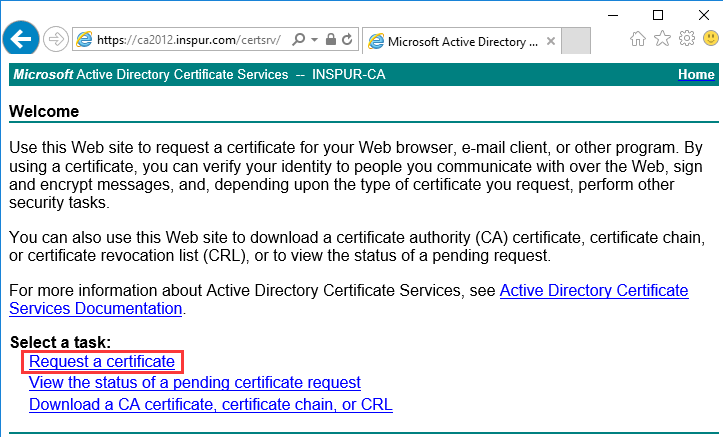 https://ca2012.inspur.com/certsrv/
Microsoft Active Directory ...
Microsoft Active Directory Certificate Services -- INSPUR-CA
Home
Welcome
Use this Web site to request a certificate for your Web browser, e-mail client, or other program. By
using a certificate, you can verify your identity to people you communicate with over the Web, sign
and encrypt messages, and, depending upon the type of certificate you request, perform other
security tasks.
You can also use this Web site to download a certificate authority (CA) certificate, certificate chain,
or certificate revocation list (CRL), or to view the status of a pending request.
For more information about Active Directory Certificate Services, see Active Directory Certificate
Services Documentation.
Select a task:
Request a certificate
View the status of a pending certificate request
Download a CA certificate, certificate chain, or CRL